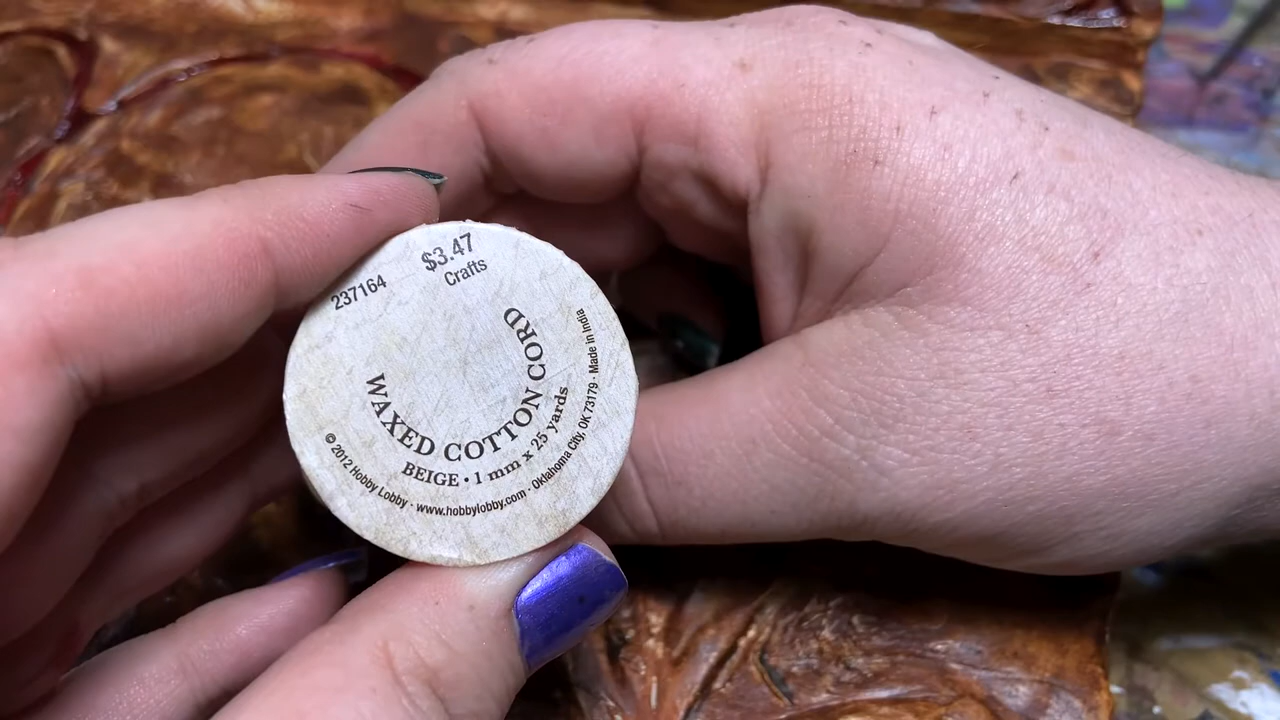 237164
$3.47
Crafts
WAXED COTTON CORD
BEIGE • 1 mm x 25 yards
© 2012 Hobby Lobby · www.hobbylobby.com · Oklahoma City, OK 73179 · Made in India